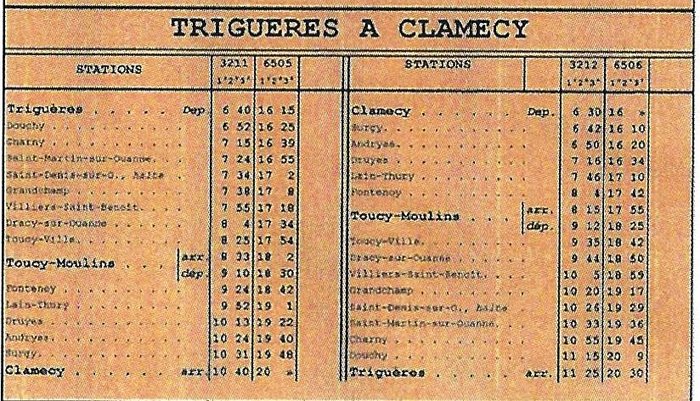 TRIGUERES A CLAMECY
STATIONS 3211 6505 STATIONS 3212 6506
1°2°3° 1°2°3° 1°2°3° 1°2°3°
Triguères Dep. 6 40 16 15 Clamecy Dep. 6 30 16 »
Douchy 6 52 16 25 Surgy 6 42 16 10
Charny 7 15 16 39 Andryes 6 50 16 20
Saint-Martin-sur-Ouanne 7 24 16 55 Druyes 7 16 16 34
Saint-Denis-sur-O., halte 7 34 17 2 Lain-Thury 7 46 17 10
Grandchamp 7 38 17 8 Fontenoy 8 4 17 42
Villiers-Saint-Benoit 7 55 17 18 Toucy-Moulins arr. 8 15 17 55
Dracy-sur-Ouanne 8 4 17 34 dép. 9 12 18 25
Toucy-Ville 8 25 17 54 Toucy-Ville 9 35 18 42
Toucy-Moulins arr. 8 33 18 2 Dracy-sur-Ouanne 9 44 18 50
dép. 9 10 18 30 Villiers-Saint-Benoit 10 5 18 59
Fontenoy 9 24 18 42 Grandchamp 10 20 19 17
Lain-Thury 9 52 19 1 Saint-Denis-sur-O., halte 10 26 19 29
Druyes 10 13 19 22 Saint-Martin-sur-Ouanne 10 33 19 36
Andryes 10 24 19 40 Charny 10 55 19 45
Surgy 10 31 19 48 Douchy 11 15 20 9
Clamecy arr. 10 40 20 » Triguères arr. 11 25 20 30